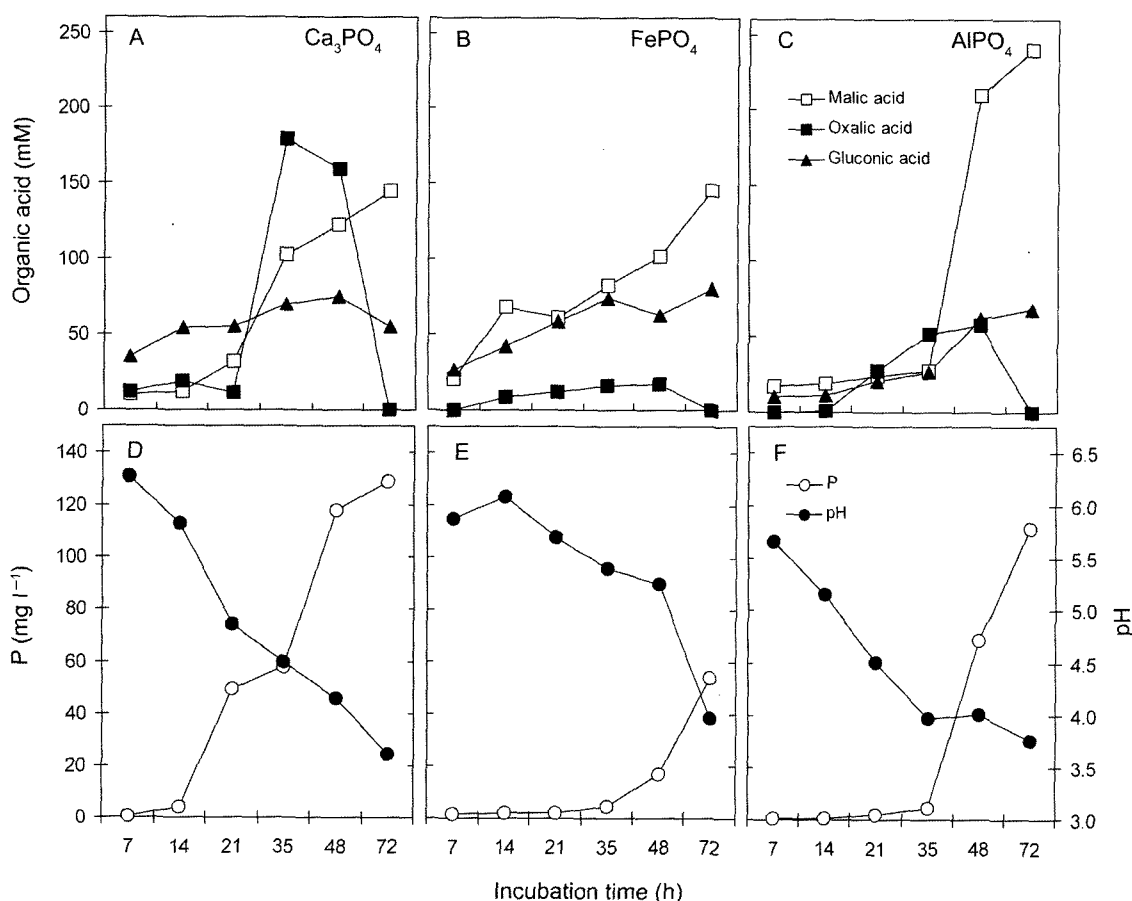 A Ca₃PO₄
B FePO₄
C AlPO₄
250
200
150
100
50
0
Organic acid (mM)
Malic acid
Oxalic acid
Gluconic acid
D
E
F
140
120
100
80
60
40
20
0
P (mg l⁻¹)
P
pH
6.5
6.0
5.5
5.0
4.5
4.0
3.5
3.0
pH
7 14 21 35 48 72
7 14 21 35 48 72
7 14 21 35 48 72
Incubation time (h)